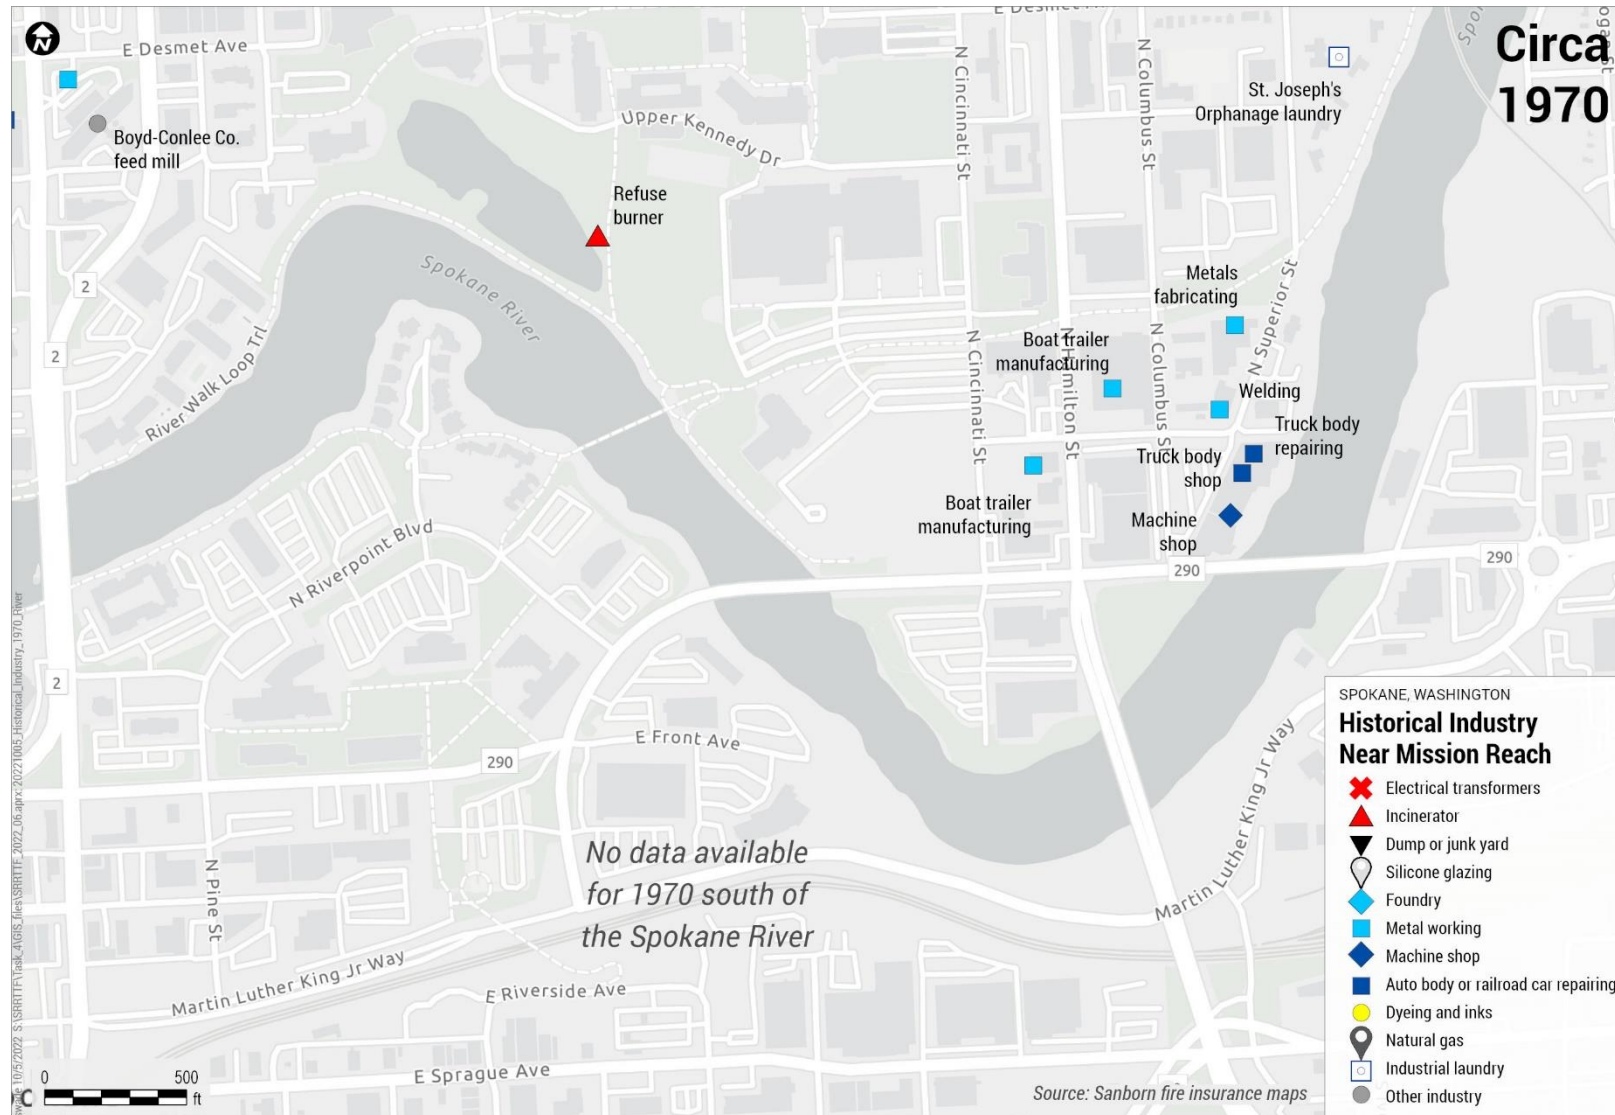 N
E Desmet Ave
E Desmet
Circa
1970
Spo
St. Joseph's
Orphanage laundry
Boyd-Conlee Co.
feed mill
Upper Kennedy Dr
N Cincinnati St
N Columbus St
Refuse
burner
Spokane River
2
2
2
River Walk Loop Trl
Metals
fabricating
N Superior St
Boat trailer
manufacturing
N Cincinnati St
N Hamilton St
N Columbus St
Welding
Truck body
repairing
Truck body
shop
Boat trailer
manufacturing
Machine
shop
290
290
N Riverpoint Blvd
E Front Ave
290
Martin Luther King Jr Way
No data available
for 1970 south of
the Spokane River
N Pine St
Martin Luther King Jr Way
E Riverside Ave
E Sprague Ave
0 500
ft
Source: Sanborn fire insurance maps
SPOKANE, WASHINGTON
Historical Industry
Near Mission Reach
Electrical transformers
Incinerator
Dump or junk yard
Silicone glazing
Foundry
Metal working
Machine shop
Auto body or railroad car repairing
Dyeing and inks
Natural gas
Industrial laundry
Other industry